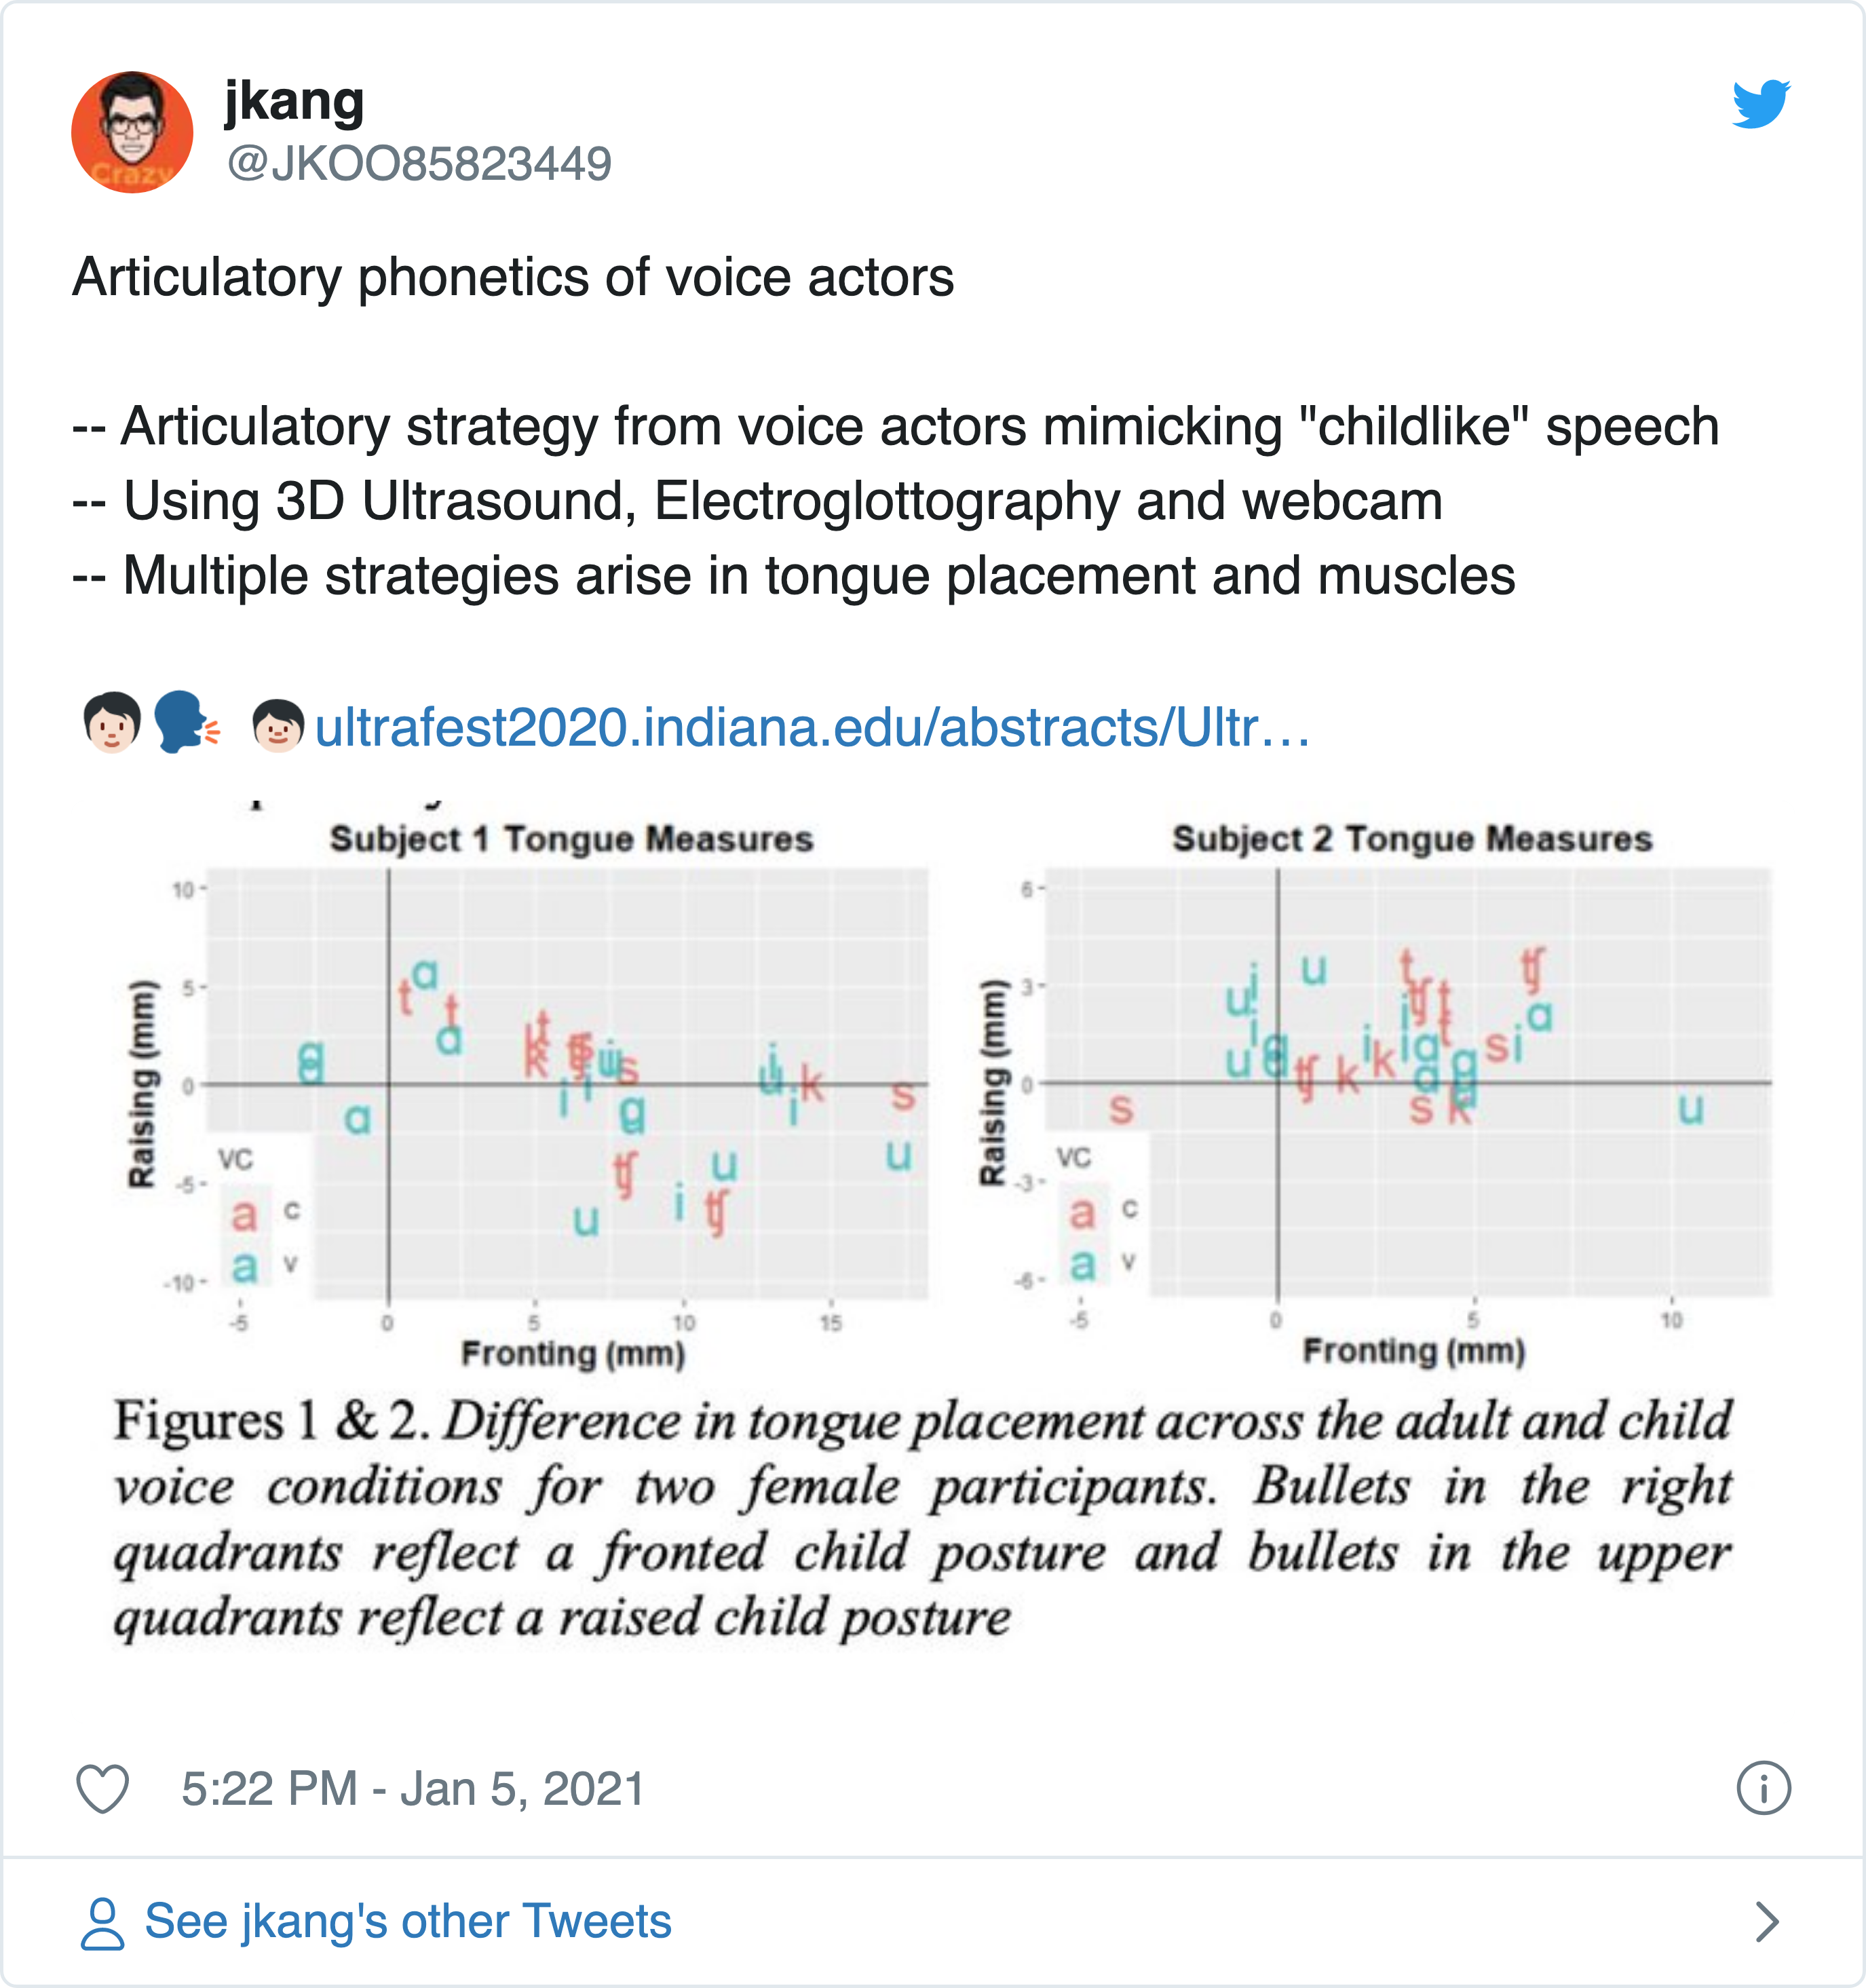 jkang
@JKOO85823449
Crazy
Articulatory phonetics of voice actors
-- Articulatory strategy from voice actors mimicking "childlike" speech
-- Using 3D Ultrasound, Electroglottography and webcam
-- Multiple strategies arise in tongue placement and muscles
ultrafest2020.indiana.edu/abstracts/Ultr…
Subject 1 Tongue Measures
Raising (mm)
10
5
0
-5
-10
VC
a c
a v
-5 0 5 10 15
Fronting (mm)
Subject 2 Tongue Measures
Raising (mm)
6
3
0
-3
-6
VC
a c
a v
-5 0 5 10
Fronting (mm)
Figures 1 & 2. Difference in tongue placement across the adult and child
voice conditions for two female participants. Bullets in the right
quadrants reflect a fronted child posture and bullets in the upper
quadrants reflect a raised child posture
5:22 PM - Jan 5, 2021
See jkang's other Tweets